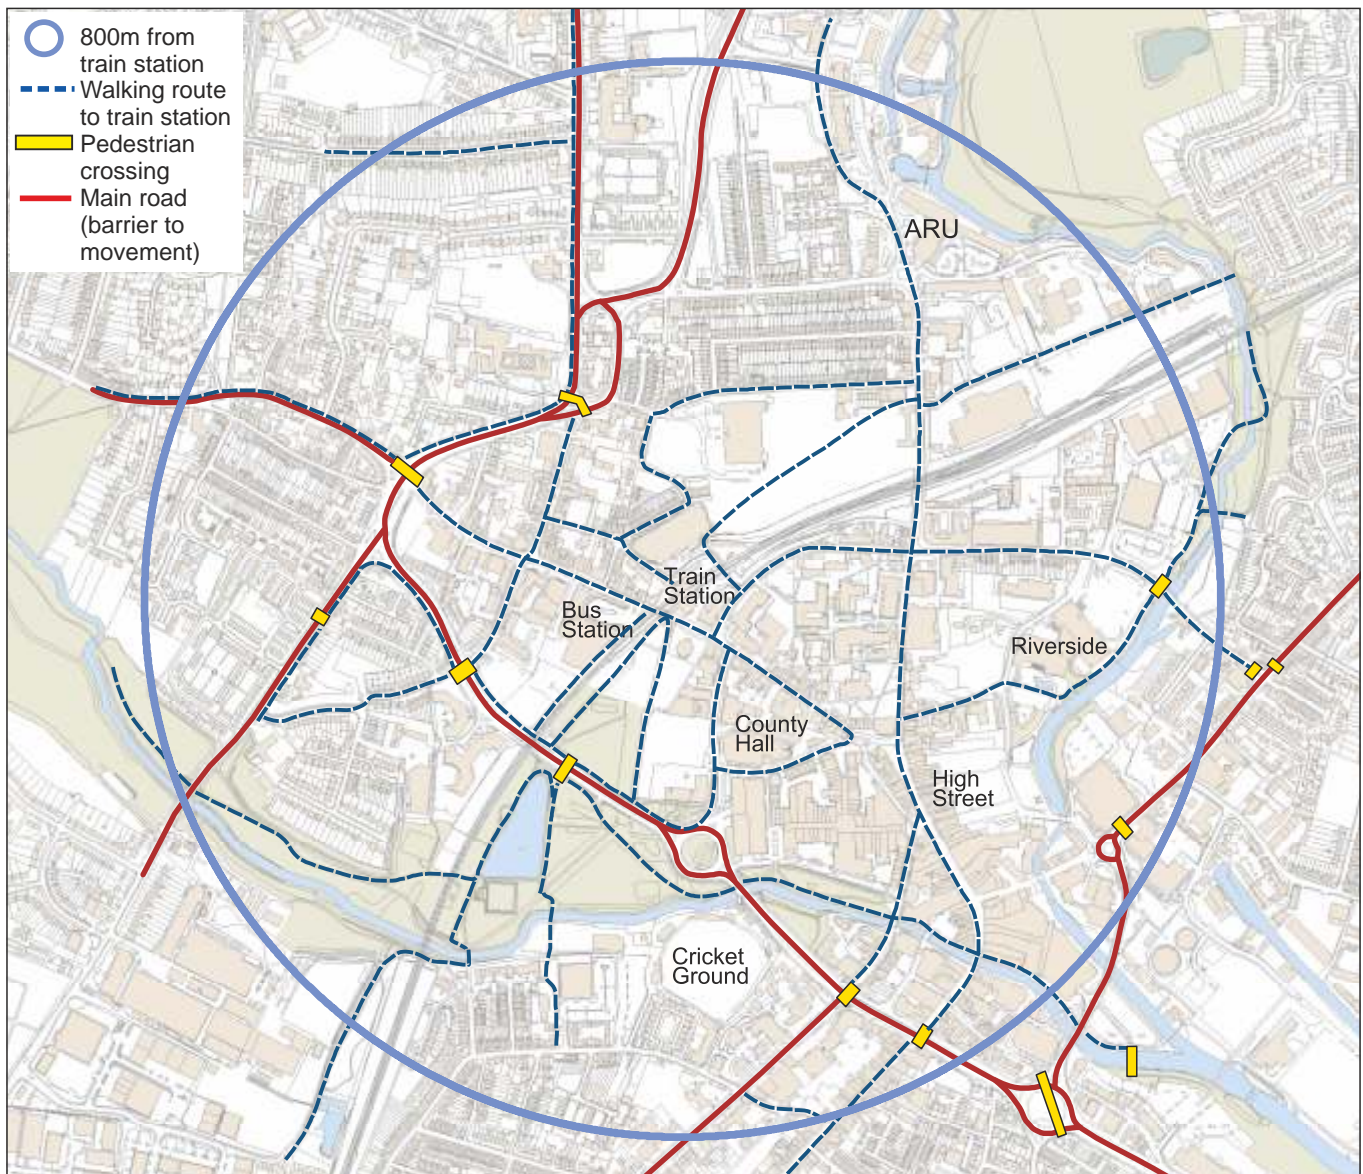 800m from
train station
Walking route
to train station
Pedestrian
crossing
Main road
(barrier to
movement)
ARU
Train
Station
Bus
Station
Riverside
County
Hall
High
Street
Cricket
Ground